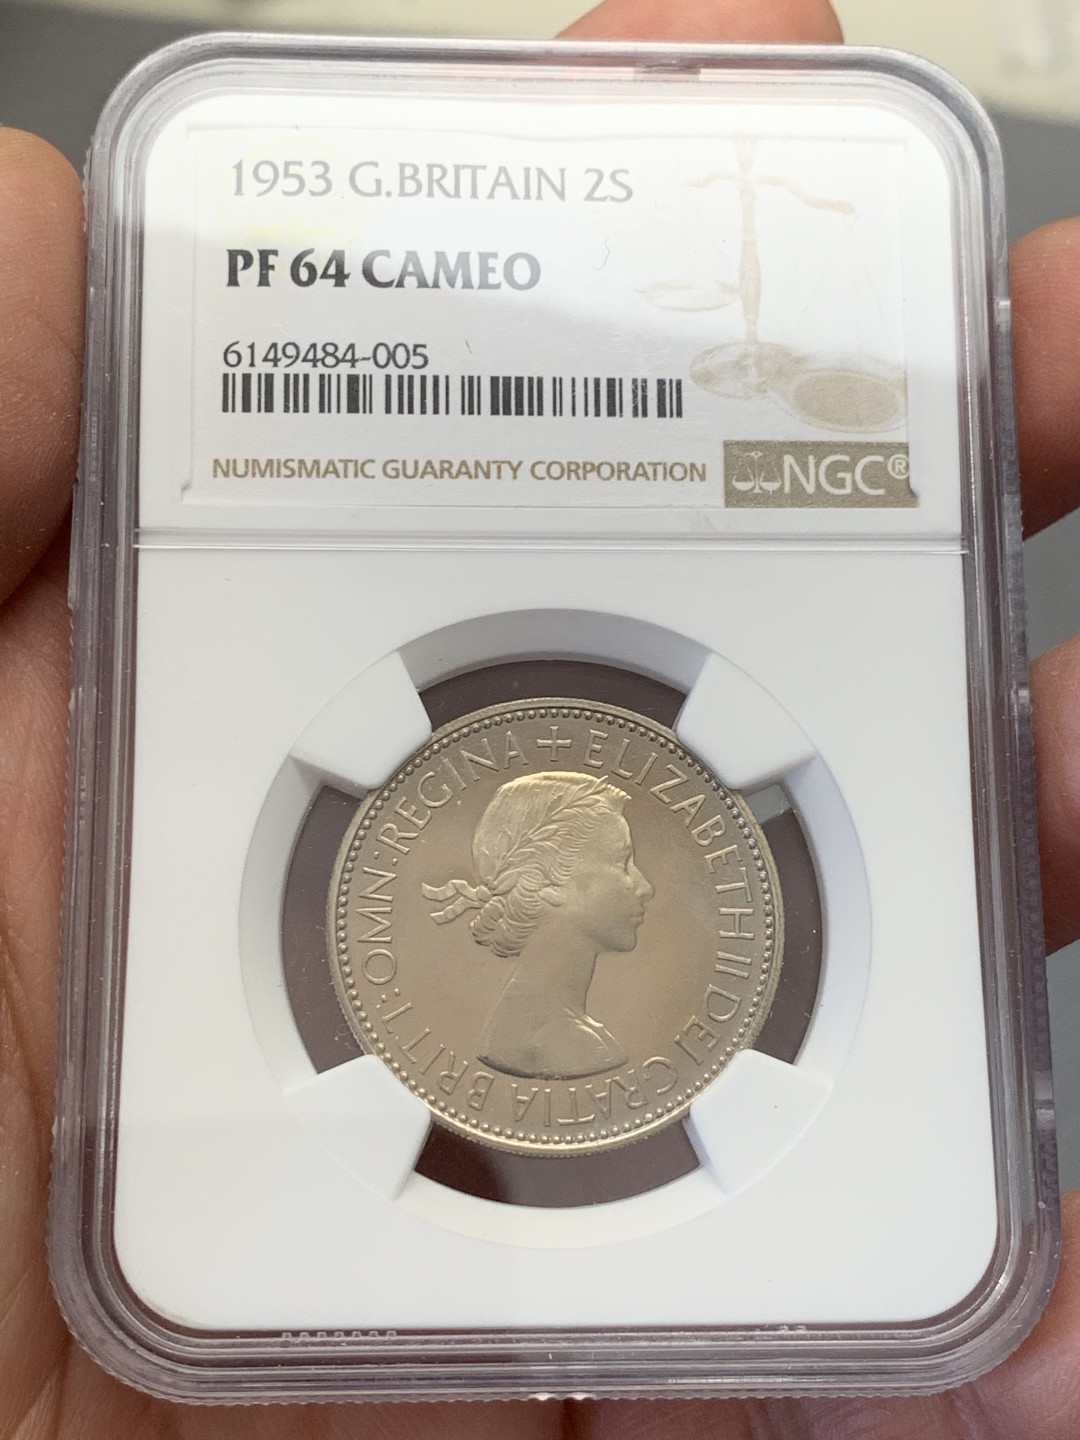 1953 G.BRITAIN 2S
PF 64 CAMEO
6149484-005
NUMISMATIC GUARANTY CORPORATION
NGC®
+ ELIZABETH II DEI GRATIA BRITT:OMN:REGINA